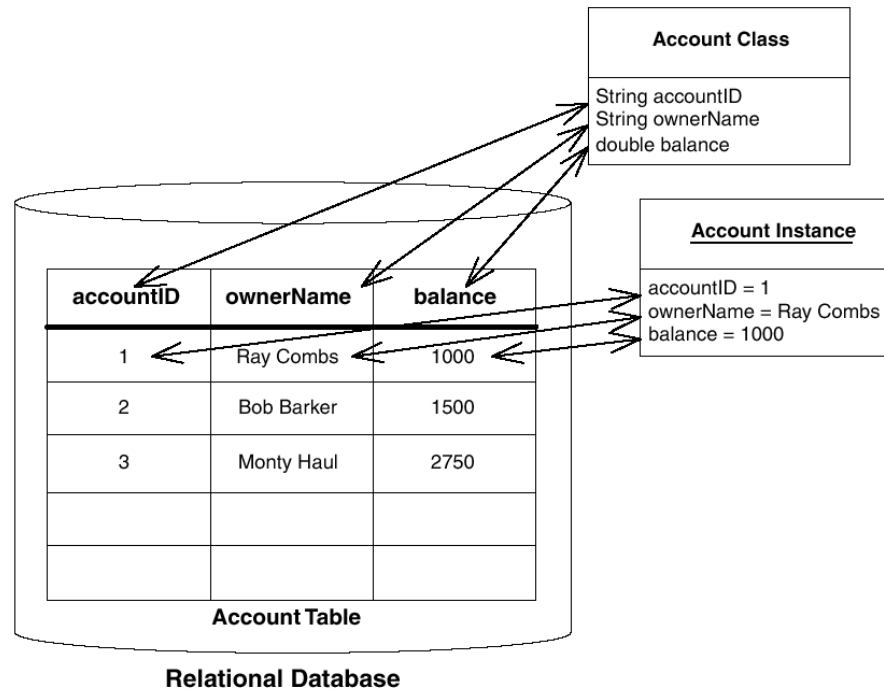 Account Class
String accountID
String ownerName
double balance
Account Instance
accountID = 1
ownerName = Ray Combs
balance = 1000
accountID ownerName balance
1 Ray Combs 1000
2 Bob Barker 1500
3 Monty Haul 2750
Account Table
Relational Database